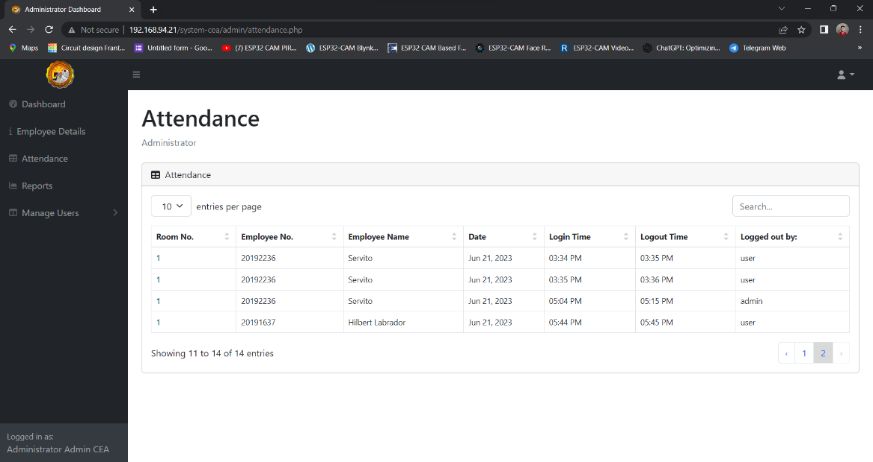 Administrator Dashboard
Not secure | 192.168.94.21/system-cea/admin/attendance.php
Maps Circuit design Frant... Untitled form - Goo... (7) ESP32 CAM PIR... ESP32-CAM Blynk... ESP32 CAM Based F... ESP32-CAM Face R... ESP32-CAM Video... ChatGPT: Optimizin... Telegram Web »
Dashboard
Employee Details
Attendance
Reports
Manage Users
Logged in as:
Administrator Admin CEA
Attendance
Administrator
Attendance
10 entries per page Search...
Room No. Employee No. Employee Name Date Login Time Logout Time Logged out by:
1 20192236 Servito Jun 21, 2023 03:34 PM 03:35 PM user
1 20192236 Servito Jun 21, 2023 03:35 PM 03:36 PM user
1 20192236 Servito Jun 21, 2023 05:04 PM 05:15 PM admin
1 20191637 Hilbert Labrador Jun 21, 2023 05:44 PM 05:45 PM user
Showing 11 to 14 of 14 entries ‹ 1 2 ›